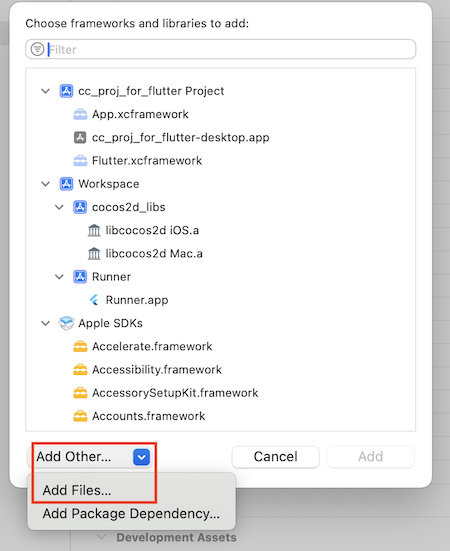 Choose frameworks and libraries to add:
Filter
cc_proj_for_flutter Project
App.xcframework
cc_proj_for_flutter-desktop.app
Flutter.xcframework
Workspace
cocos2d_libs
libcocos2d iOS.a
libcocos2d Mac.a
Runner
Runner.app
Apple SDKs
Accelerate.framework
Accessibility.framework
AccessorySetupKit.framework
Accounts.framework
Add Other...
Cancel
Add
Add Files...
Add Package Dependency...
Development Assets